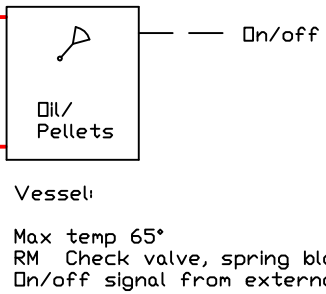 On/off
Oil/
Pellets
Vessel:
Max temp 65°
RM Check valve, spring
On/off signal from